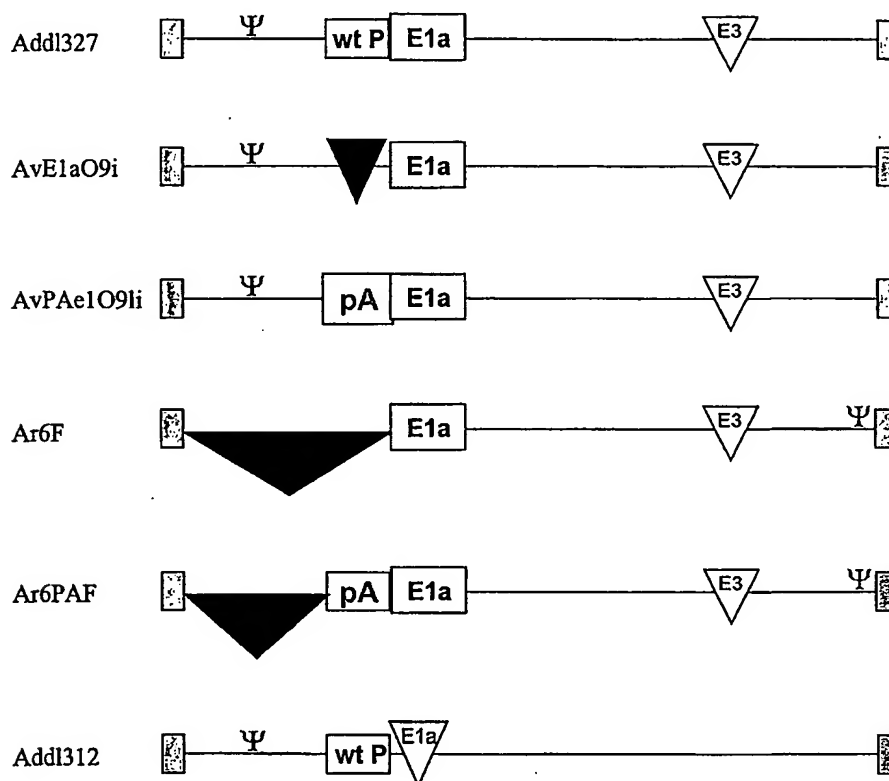 Addl327 Ψ wt P E1a E3
AvE1aO9i Ψ E1a E3
AvPAe1O9li Ψ pA E1a E3
Ar6F E1a E3 Ψ
Ar6PAF pA E1a E3 Ψ
Addl312 Ψ wt P E1a